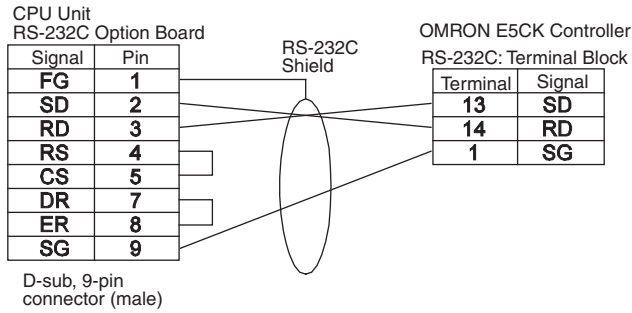 CPU Unit
RS-232C Option Board
Signal Pin
FG 1
SD 2
RD 3
RS 4
CS 5
DR 7
ER 8
SG 9
D-sub, 9-pin
connector (male)
RS-232C
Shield
OMRON E5CK Controller
RS-232C: Terminal Block
Terminal Signal
13 SD
14 RD
1 SG